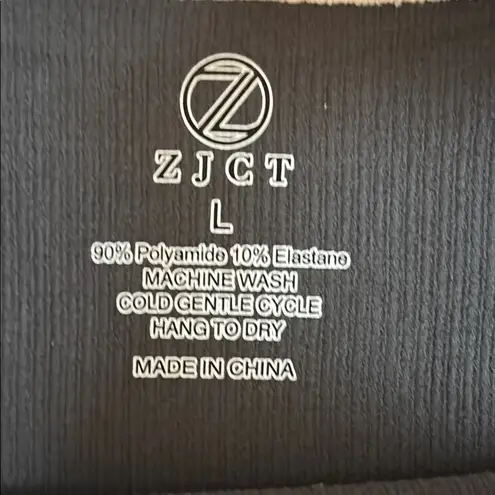 Z
ZJCT
L
90% Polyamide 10% Elastane
MACHINE WASH
COLD GENTLE CYCLE
HANG TO DRY
MADE IN CHINA